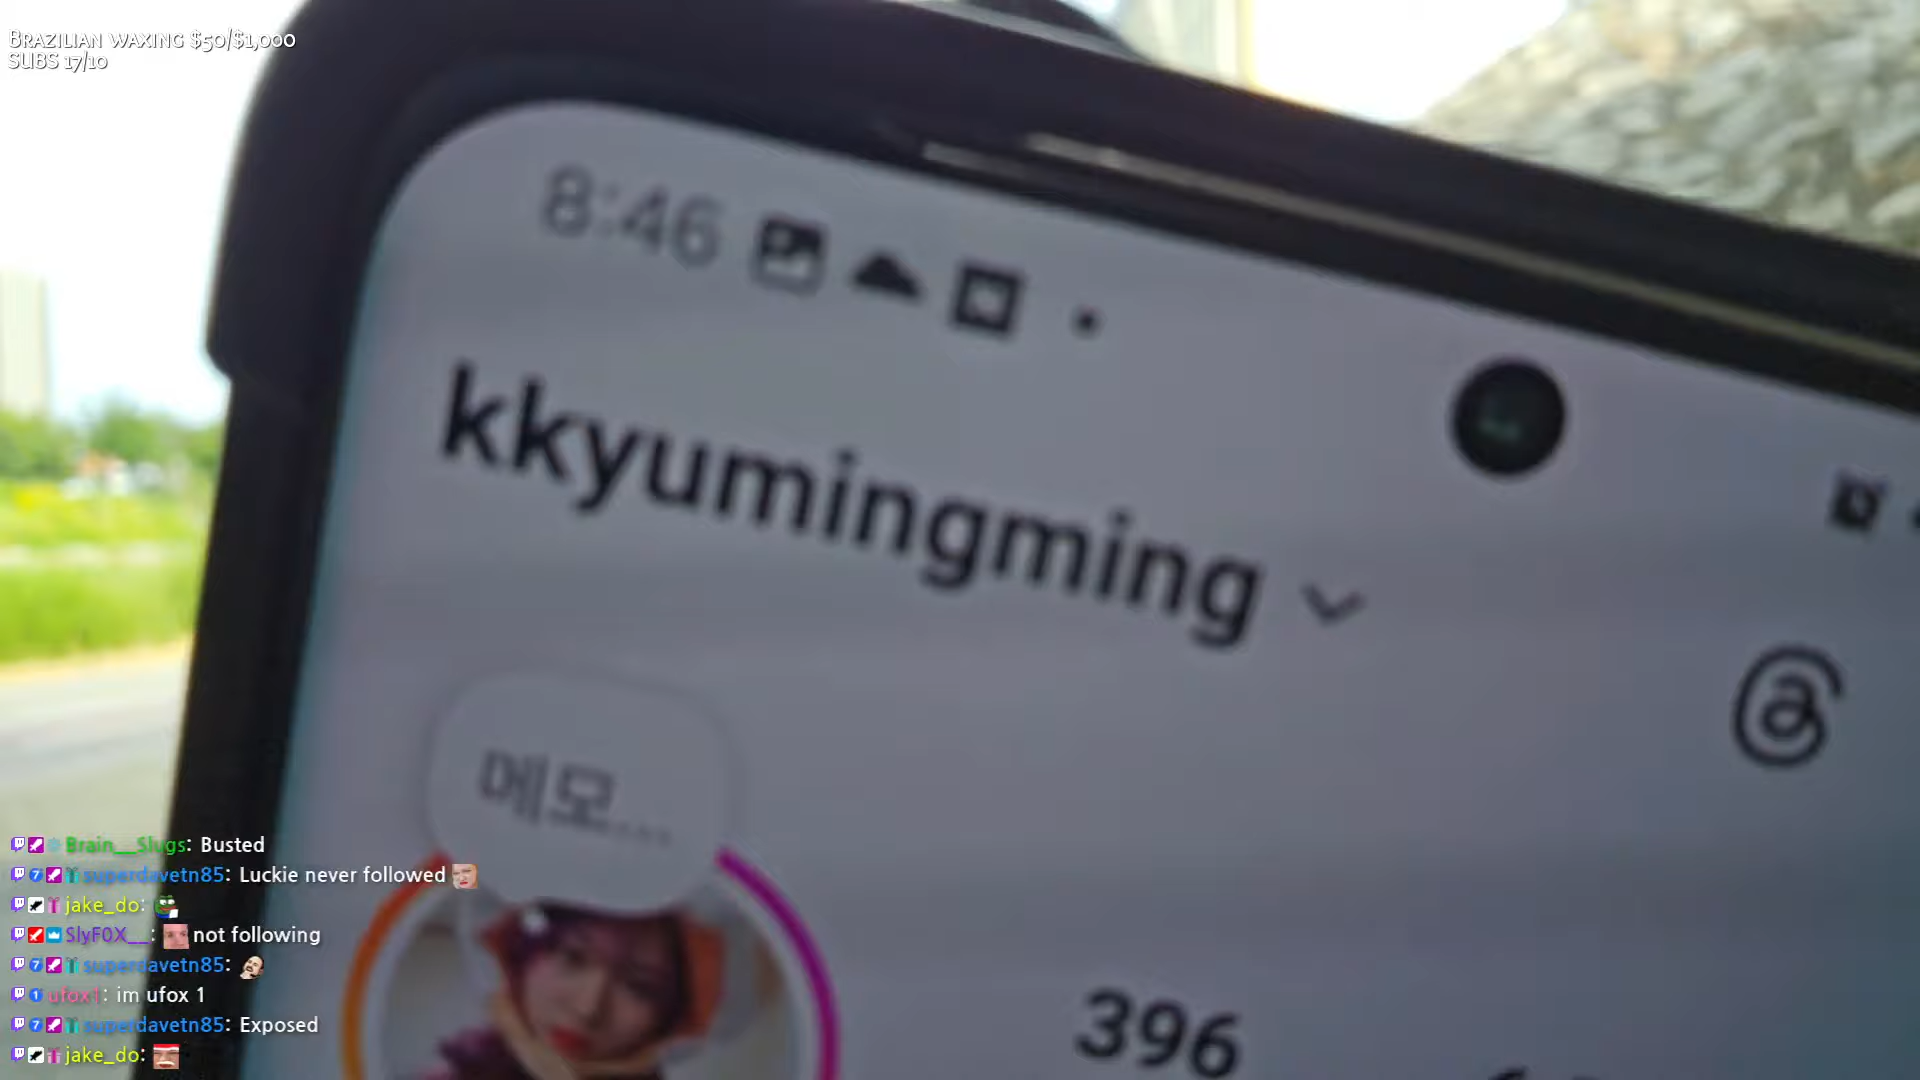 BRAZILIAN WAXING $50/$1,000
SUBS 17/10
8:46
kkyumingming
메모...
396
Brain__Slugs: Busted
superdavetn85: Luckie never followed
jake_do:
SlyF0X__: not following
superdavetn85:
ufox1: im ufox 1
superdavetn85: Exposed
jake_do: